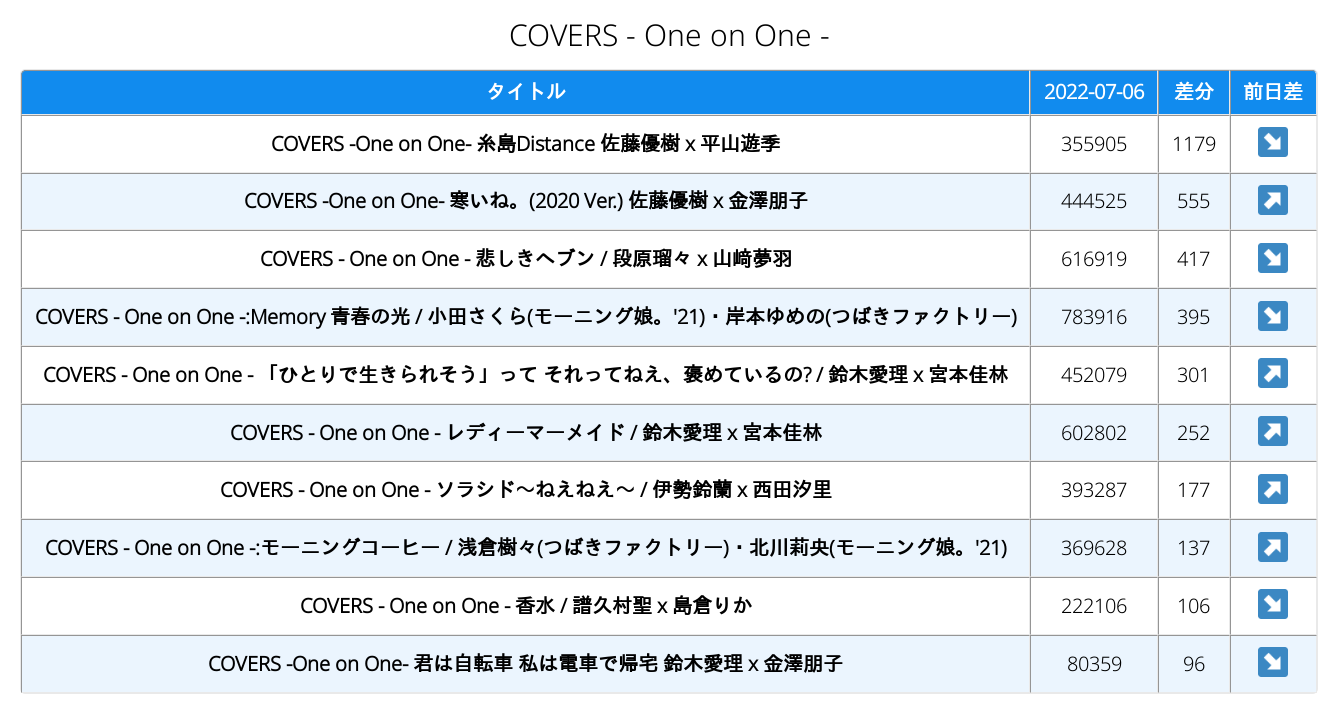 COVERS - One on One -
タイトル 2022-07-06 差分 前日差
COVERS -One on One- 糸島Distance 佐藤優樹 x 平山遊季 355905 1179 ↘
COVERS -One on One- 寒いね。(2020 Ver.) 佐藤優樹 x 金澤朋子 444525 555 ↗
COVERS - One on One - 悲しきヘブン / 段原瑠々 x 山﨑夢羽 616919 417 ↘
COVERS - One on One -:Memory 青春の光 / 小田さくら(モーニング娘。'21)・岸本ゆめの(つばきファクトリー) 783916 395 ↘
COVERS - One on One - 「ひとりで生きられそう」って それってねえ、褒めているの? / 鈴木愛理 x 宮本佳林 452079 301 ↗
COVERS - One on One - レディーマーメイド / 鈴木愛理 x 宮本佳林 602802 252 ↗
COVERS - One on One - ソラシド〜ねえねえ〜 / 伊勢鈴蘭 x 西田汐里 393287 177 ↗
COVERS - One on One -:モーニングコーヒー / 浅倉樹々(つばきファクトリー)・北川莉央(モーニング娘。'21) 369628 137 ↗
COVERS - One on One - 香水 / 譜久村聖 x 島倉りか 222106 106 ↘
COVERS -One on One- 君は自転車 私は電車で帰宅 鈴木愛理 x 金澤朋子 80359 96 ↘